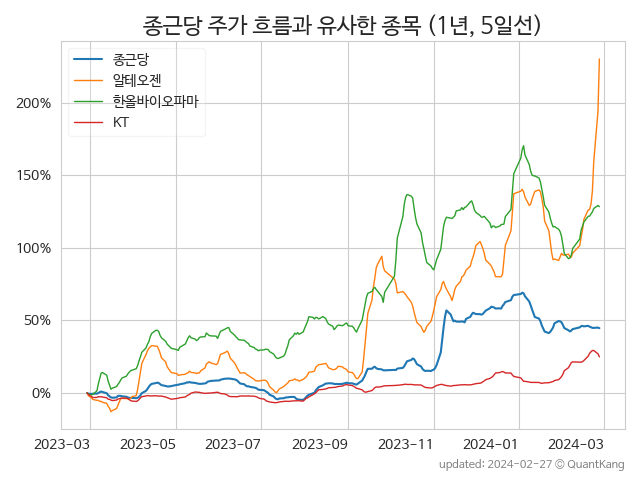 종근당 주가 흐름과 유사한 종목 (1년, 5일선)
종근당
알테오젠
한올바이오파마
KT
200%
150%
100%
50%
0%
2023-03 2023-05 2023-07 2023-09 2023-11 2024-01 2024-03
updated: 2024-02-27 © QuantKang